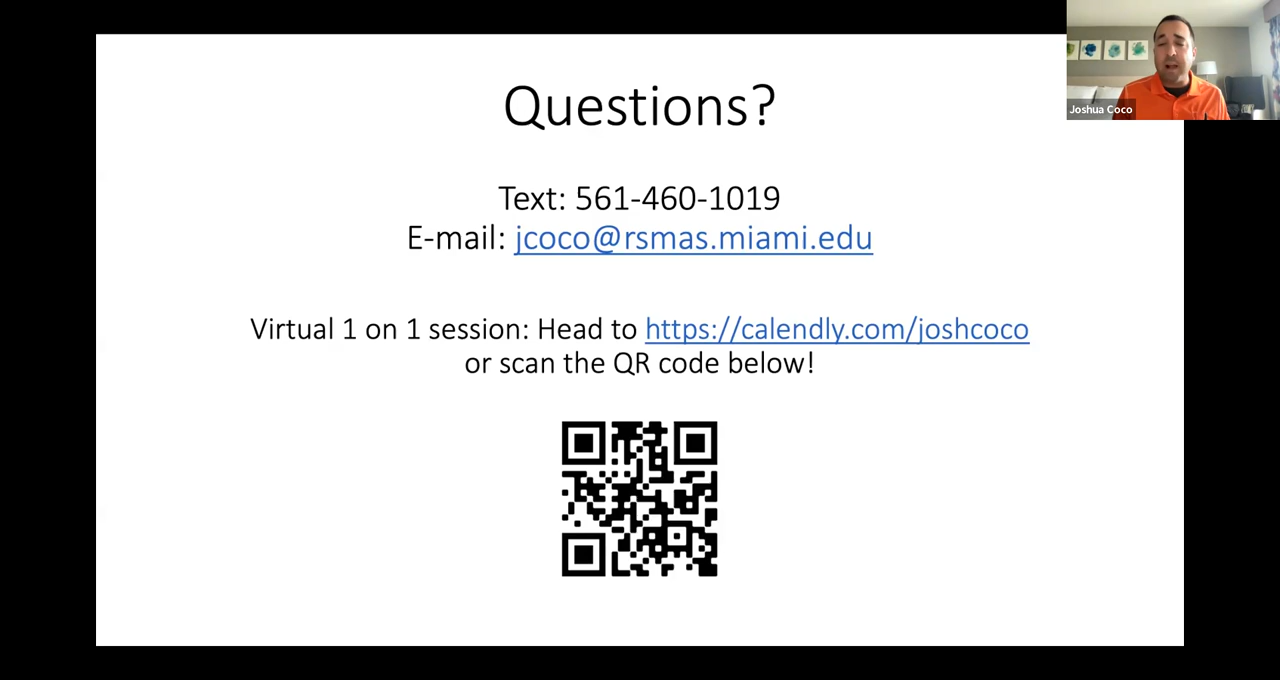 Joshua Coco
Questions?
Text: 561-460-1019
E-mail: jcoco@rsmas.miami.edu
Virtual 1 on 1 session: Head to https://calendly.com/joshcoco
or scan the QR code below!